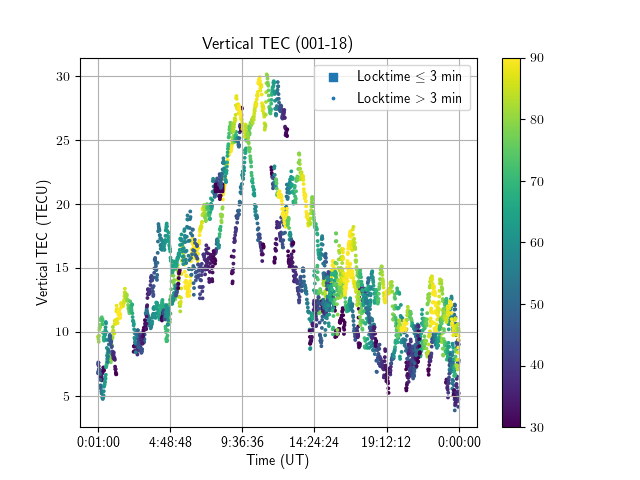 Vertical TEC (001-18)
Locktime ≤ 3 min
Locktime > 3 min
Vertical TEC (TECU)
30
25
20
15
10
5
0:01:00 4:48:48 9:36:36 14:24:24 19:12:12 0:00:00
Time (UT)
90
80
70
60
50
40
30